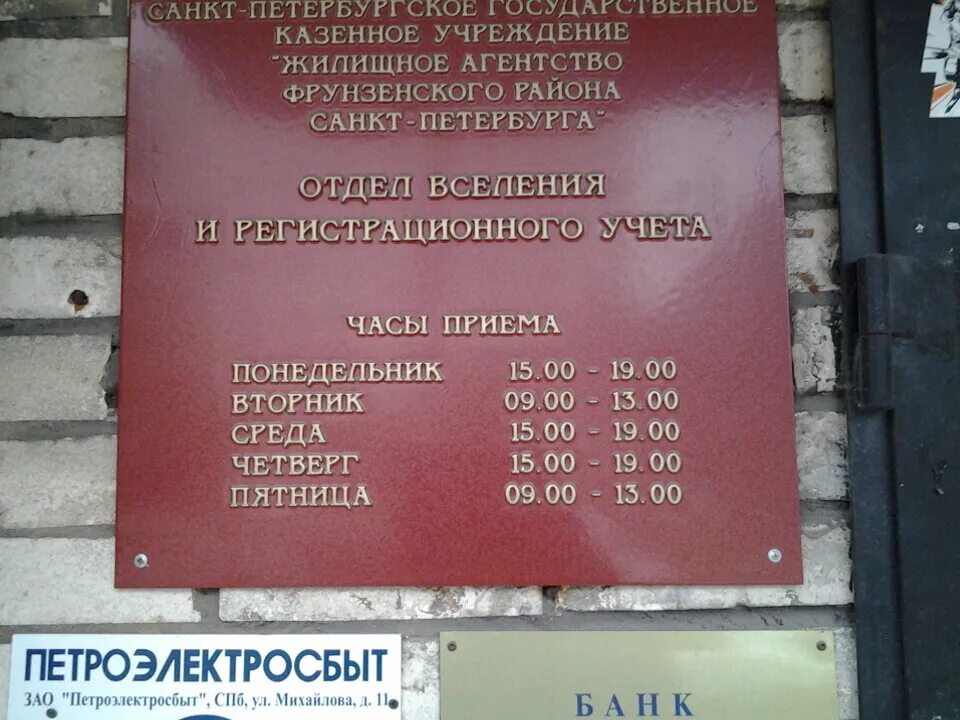 САНКТ-ПЕТЕРБУРГСКОЕ ГОСУДАРСТВЕННОЕ
КАЗЕННОЕ УЧРЕЖДЕНИЕ
"ЖИЛИЩНОЕ АГЕНТСТВО
ФРУНЗЕНСКОГО РАЙОНА
САНКТ-ПЕТЕРБУРГА"
ОТДЕЛ ВСЕЛЕНИЯ
И РЕГИСТРАЦИОННОГО УЧЕТА
ЧАСЫ ПРИЕМА
ПОНЕДЕЛЬНИК 15.00 - 19.00
ВТОРНИК 09.00 - 13.00
СРЕДА 15.00 - 19.00
ЧЕТВЕРГ 15.00 - 19.00
ПЯТНИЦА 09.00 - 13.00
ПЕТРОЭЛЕКТРОСБЫТ
ЗАО "Петроэлектросбыт", СПб, ул. Михайлова, д. 11
БАНК